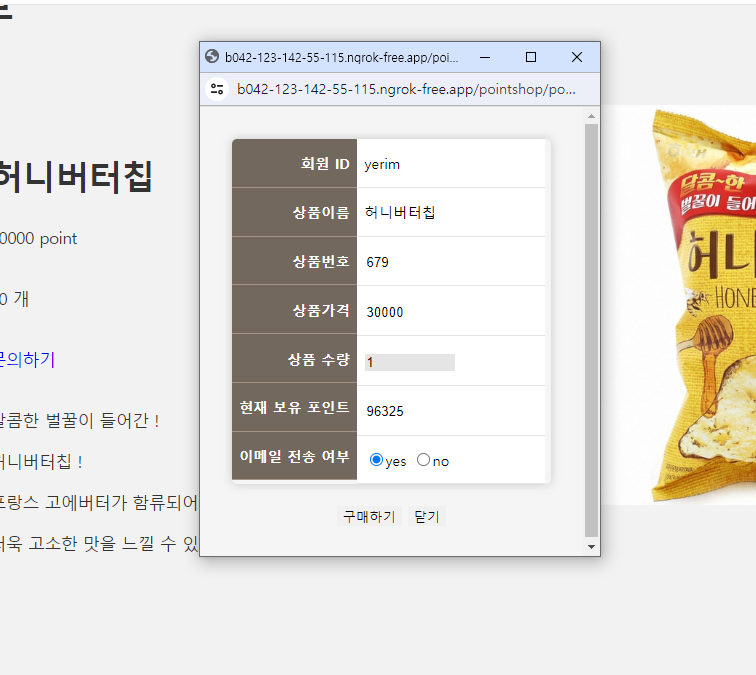 b042-123-142-55-115.ngrok-free.app/poi...
b042-123-142-55-115.ngrok-free.app/pointshop/po...
회원 ID yerim
상품이름 허니버터칩
상품번호 679
상품가격 30000
상품 수량 1
현재 보유 포인트 96325
이메일 전송 여부 yes no
구매하기 닫기
허니버터칩
0000 point
0 개
문의하기
달콤한 벌꿀이 들어간 !
허니버터칩 !
프랑스 고에버터가 함류되어
더욱 고소한 맛을 느낄 수 있
달콤~한
벌꿀이 들어
허니
HONE